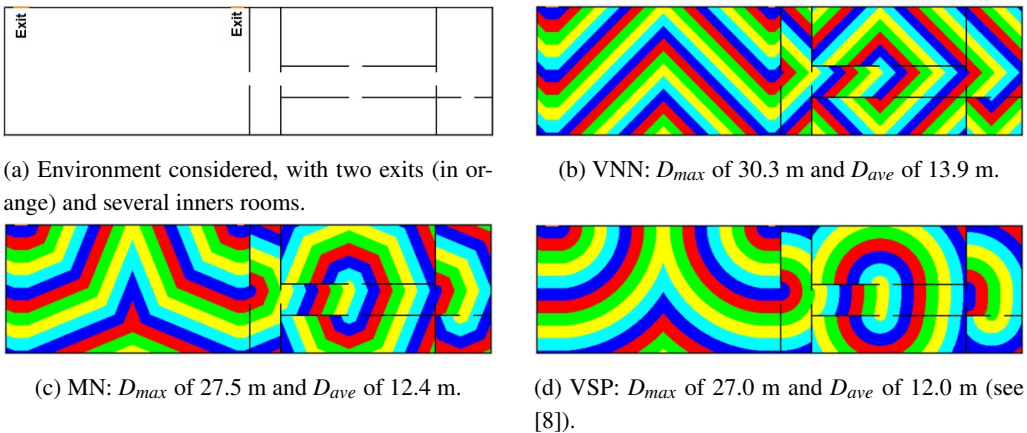 Exit
Exit
(a) Environment considered, with two exits (in or-
ange) and several inners rooms.
(b) VNN: Dmax of 30.3 m and Dave of 13.9 m.
(c) MN: Dmax of 27.5 m and Dave of 12.4 m.
(d) VSP: Dmax of 27.0 m and Dave of 12.0 m (see
[8]).